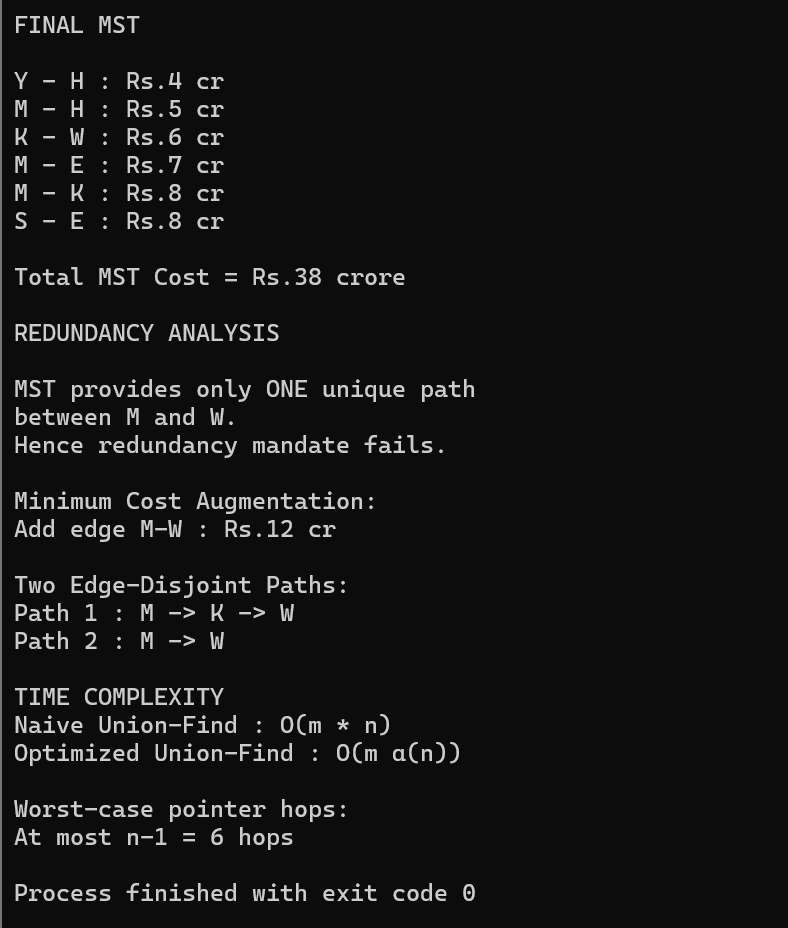 FINAL MST
Y - H : Rs.4 cr
M - H : Rs.5 cr
K - W : Rs.6 cr
M - E : Rs.7 cr
M - K : Rs.8 cr
S - E : Rs.8 cr
Total MST Cost = Rs.38 crore
REDUNDANCY ANALYSIS
MST provides only ONE unique path
between M and W.
Hence redundancy mandate fails.
Minimum Cost Augmentation:
Add edge M-W : Rs.12 cr
Two Edge-Disjoint Paths:
Path 1 : M -> K -> W
Path 2 : M -> W
TIME COMPLEXITY
Naive Union-Find : O(m * n)
Optimized Union-Find : O(m α(n))
Worst-case pointer hops:
At most n-1 = 6 hops
Process finished with exit code 0